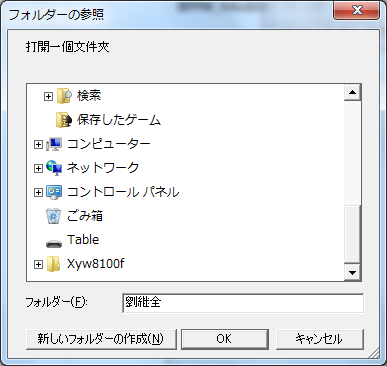 フォルダーの参照
打開一個文件夾
検索
保存したゲーム
コンピューター
ネットワーク
コントロール パネル
ごみ箱
Table
Xyw8100f
フォルダー(F): 劉維金
新しいフォルダーの作成(N) OK キャンセル